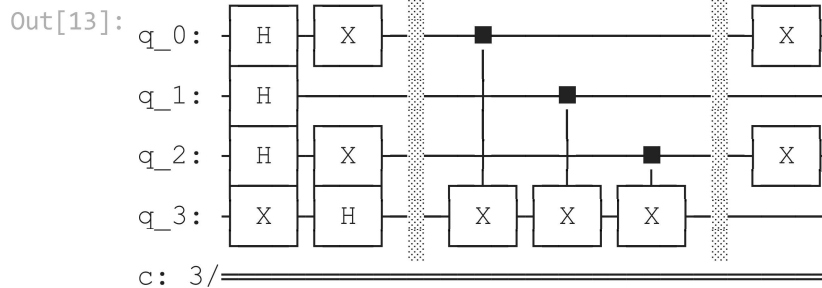 Out[13]:
q_0: H X X
q_1: H
q_2: H X X
q_3: X H X X X
c: 3/